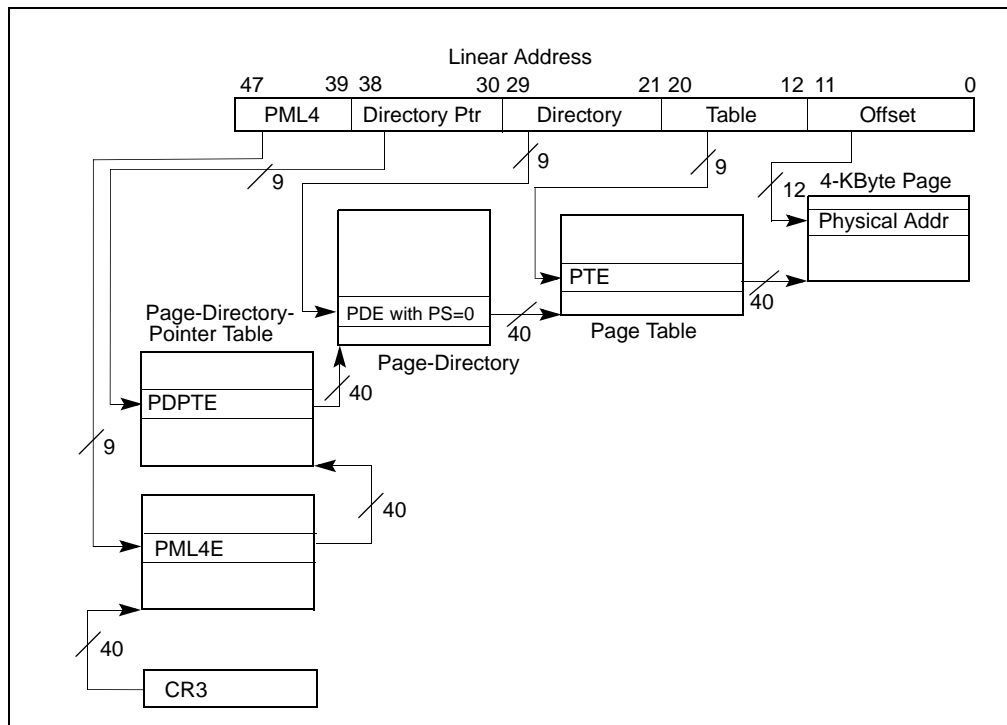 Linear Address
47 39 38 30 29 21 20 12 11 0
PML4 Directory Ptr Directory Table Offset
9 9 9
12 4-KByte Page
Physical Addr
PTE
40
PDE with PS=0
40
Page Table
Page-Directory-
Pointer Table
Page-Directory
40
PDPTE
9
40
PML4E
40
CR3